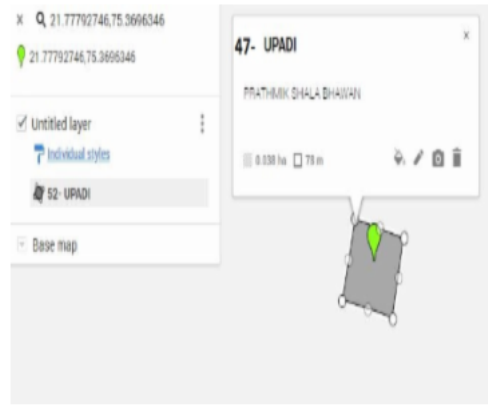 × 21.77792746,75.3696346
21.77792746,75.3696346
Untitled layer
Individual styles
52- UPADI
Base map
47- UPADI ×
PRATHMIK SHALA BHAWAN
0.038 ha 78 m